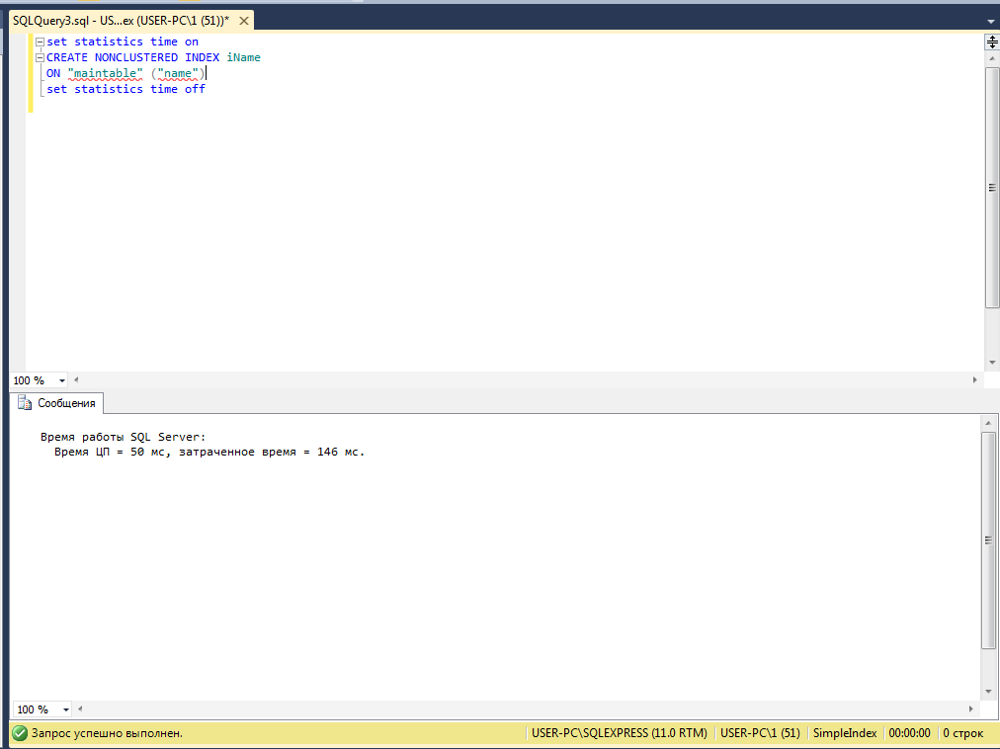 SQLQuery3.sql - US...ex (USER-PC\1 (51))*
set statistics time on
CREATE NONCLUSTERED INDEX iName
ON "maintable" ("name")
set statistics time off
100 %
Сообщения
Время работы SQL Server:
Время ЦП = 50 мс, затраченное время = 146 мс.
100 %
Запрос успешно выполнен. USER-PC\SQLEXPRESS (11.0 RTM) USER-PC\1 (51) SimpleIndex 00:00:00 0 строк